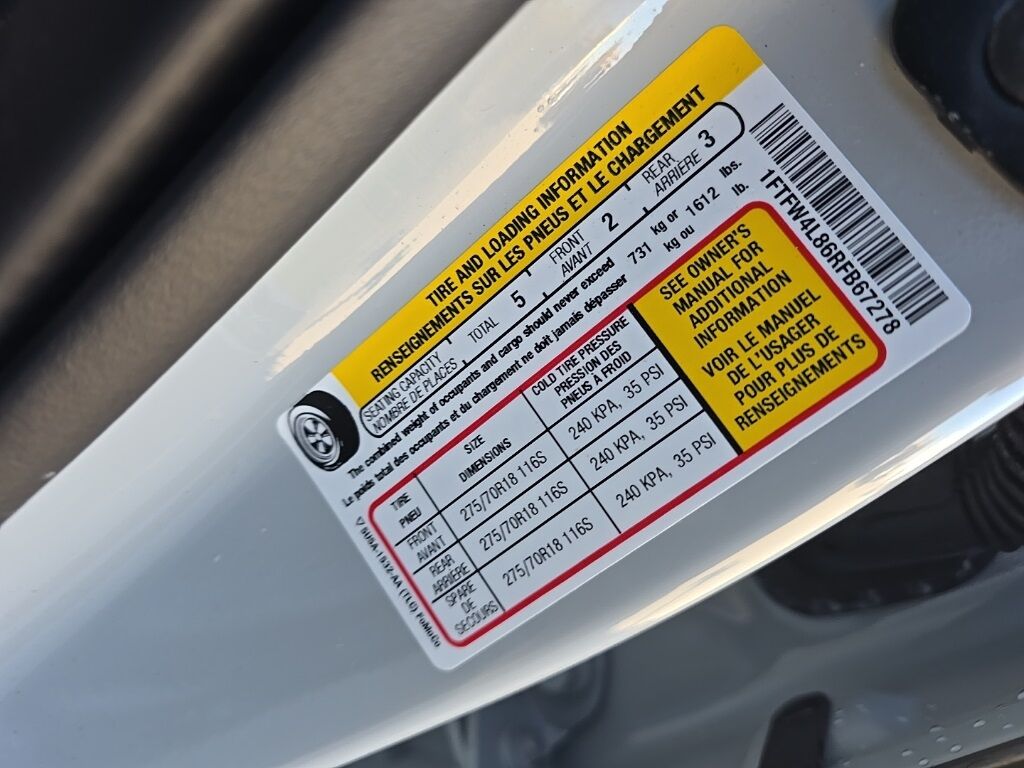 TIRE AND LOADING INFORMATION
RENSEIGNEMENTS SUR LES PNEUS ET LE CHARGEMENT
SEATING CAPACITY
NOMBRE DE PLACES
TOTAL 5
FRONT
AVANT 2
REAR
ARRIÈRE 3
The combined weight of occupants and cargo should never exceed 731 kg or 1612 lbs.
Le poids total des occupants et du chargement ne doit jamais dépasser kg ou lb.
TIRE
PNEU
SIZE
DIMENSIONS
COLD TIRE PRESSURE
PRESSION DES
PNEUS A FROID
FRONT
AVANT
275/70R18 116S
240 KPA, 35 PSI
REAR
ARRIÈRE
275/70R18 116S
240 KPA, 35 PSI
SPARE
DE
SECOURS
275/70R18 116S
240 KPA, 35 PSI
SEE OWNER'S
MANUAL FOR
ADDITIONAL
INFORMATION
VOIR LE MANUEL
DE L'USAGER
POUR PLUS DE
RENSEIGNEMENTS
1FTFW4L86RFB67278
(TLG) FoMoCo